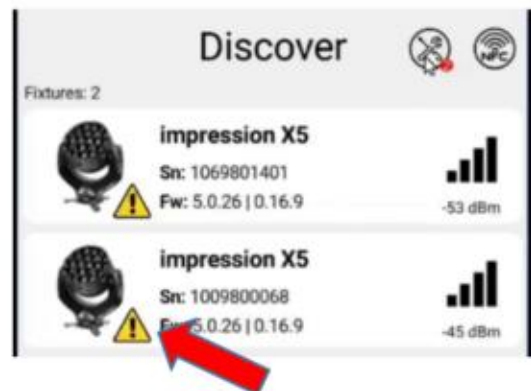 Discover
NFC
Fixtures: 2
impression X5
Sn: 1069801401
Fw: 5.0.26 | 0.16.9
-53 dBm
impression X5
Sn: 1009800068
Fw: 5.0.26 | 0.16.9
-45 dBm